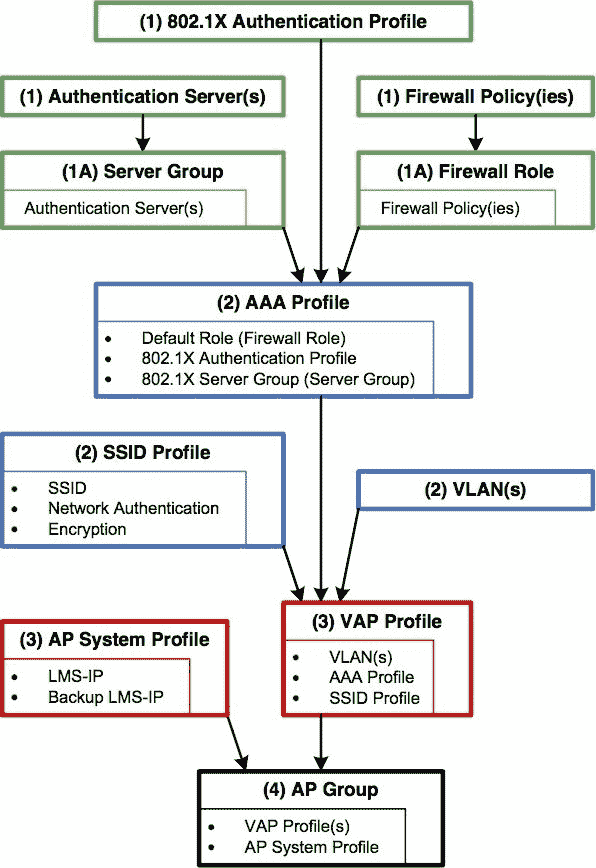 (1) 802.1X Authentication Profile
(1) Authentication Server(s)
(1) Firewall Policy(ies)
(1A) Server Group
Authentication Server(s)
(1A) Firewall Role
Firewall Policy(ies)
(2) AAA Profile
• Default Role (Firewall Role)
• 802.1X Authentication Profile
• 802.1X Server Group (Server Group)
(2) SSID Profile
• SSID
• Network Authentication
• Encryption
(2) VLAN(s)
(3) AP System Profile
• LMS-IP
• Backup LMS-IP
(3) VAP Profile
• VLAN(s)
• AAA Profile
• SSID Profile
(4) AP Group
• VAP Profile(s)
• AP System Profile